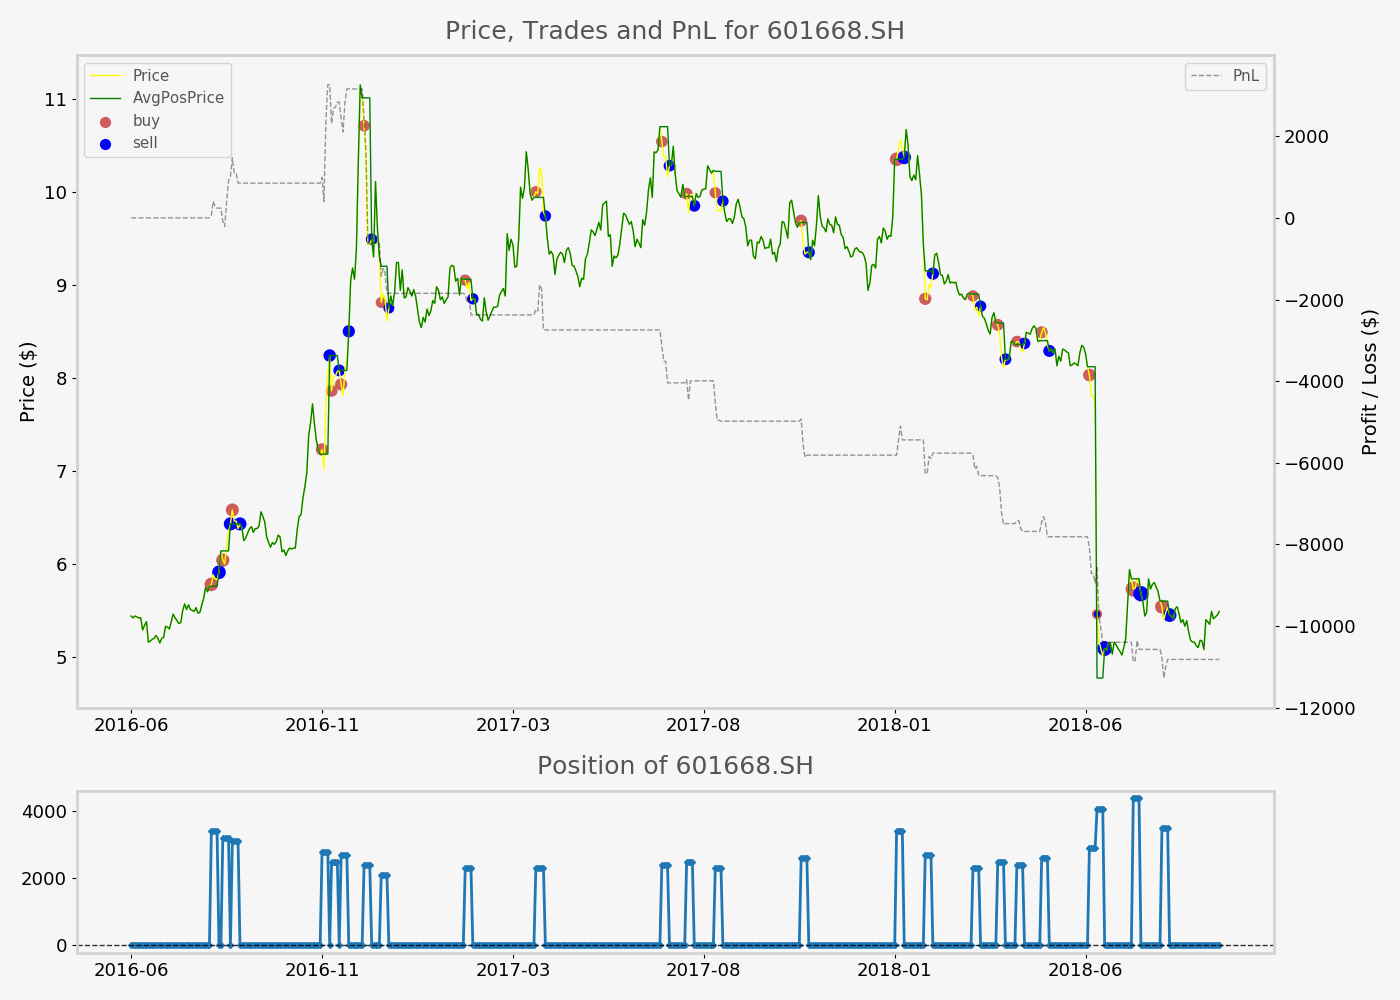 Price, Trades and PnL for 601668.SH
Price
AvgPosPrice
buy
sell
PnL
11
10
9
8
7
6
5
Price ($)
2000
0
−2000
−4000
−6000
−8000
−10000
−12000
Profit / Loss ($)
2016-06 2016-11 2017-03 2017-08 2018-01 2018-06
Position of 601668.SH
4000
2000
0
2016-06 2016-11 2017-03 2017-08 2018-01 2018-06